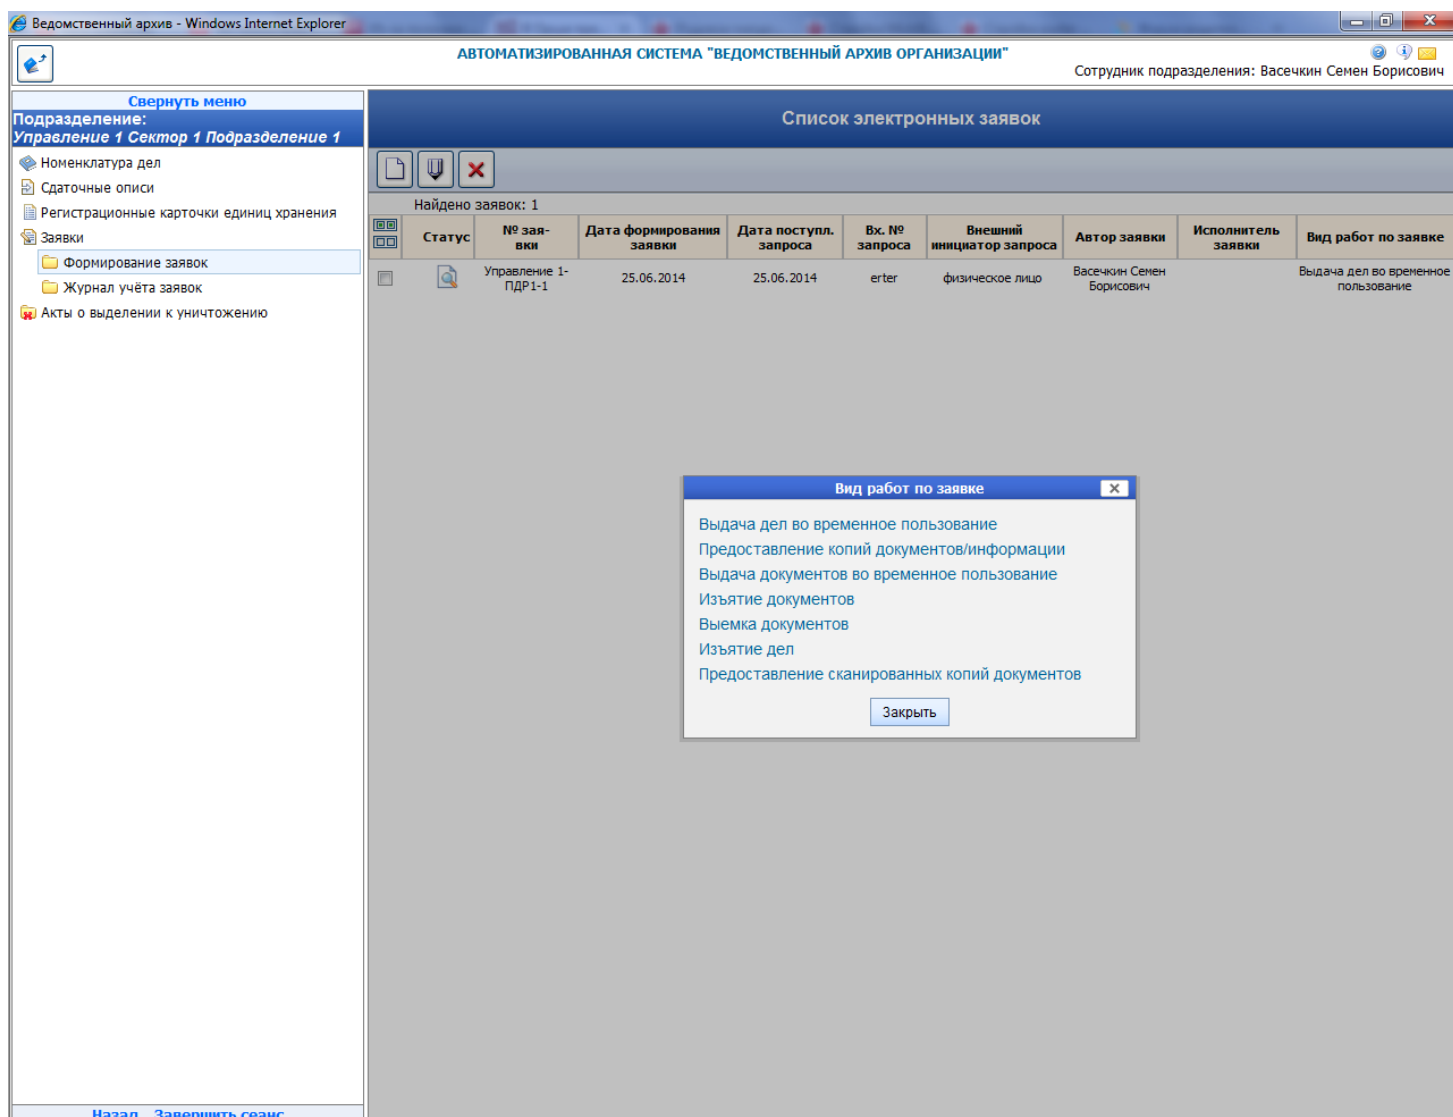 Ведомственный архив - Windows Internet Explorer
АВТОМАТИЗИРОВАННАЯ СИСТЕМА "ВЕДОМСТВЕННЫЙ АРХИВ ОРГАНИЗАЦИИ"
Сотрудник подразделения: Васечкин Семен Борисович
Свернуть меню
Подразделение:
Управление 1 Сектор 1 Подразделение 1
Номенклатура дел
Сдаточные описи
Регистрационные карточки единиц хранения
Заявки
Формирование заявок
Журнал учёта заявок
Акты о выделении к уничтожению
Назад Завершить сеанс
Список электронных заявок
Найдено заявок: 1
Статус
№ зая-
вки
Дата формирования
заявки
Дата поступл.
запроса
Вх. №
запроса
Внешний
инициатор запроса
Автор заявки
Исполнитель
заявки
Вид работ по заявке
Управление 1-
ПДР1-1
25.06.2014
25.06.2014
erter
физическое лицо
Васечкин Семен
Борисович
Выдача дел во временное
пользование
Вид работ по заявке
Выдача дел во временное пользование
Предоставление копий документов/информации
Выдача документов во временное пользование
Изъятие документов
Выемка документов
Изъятие дел
Предоставление сканированных копий документов
Закрыть